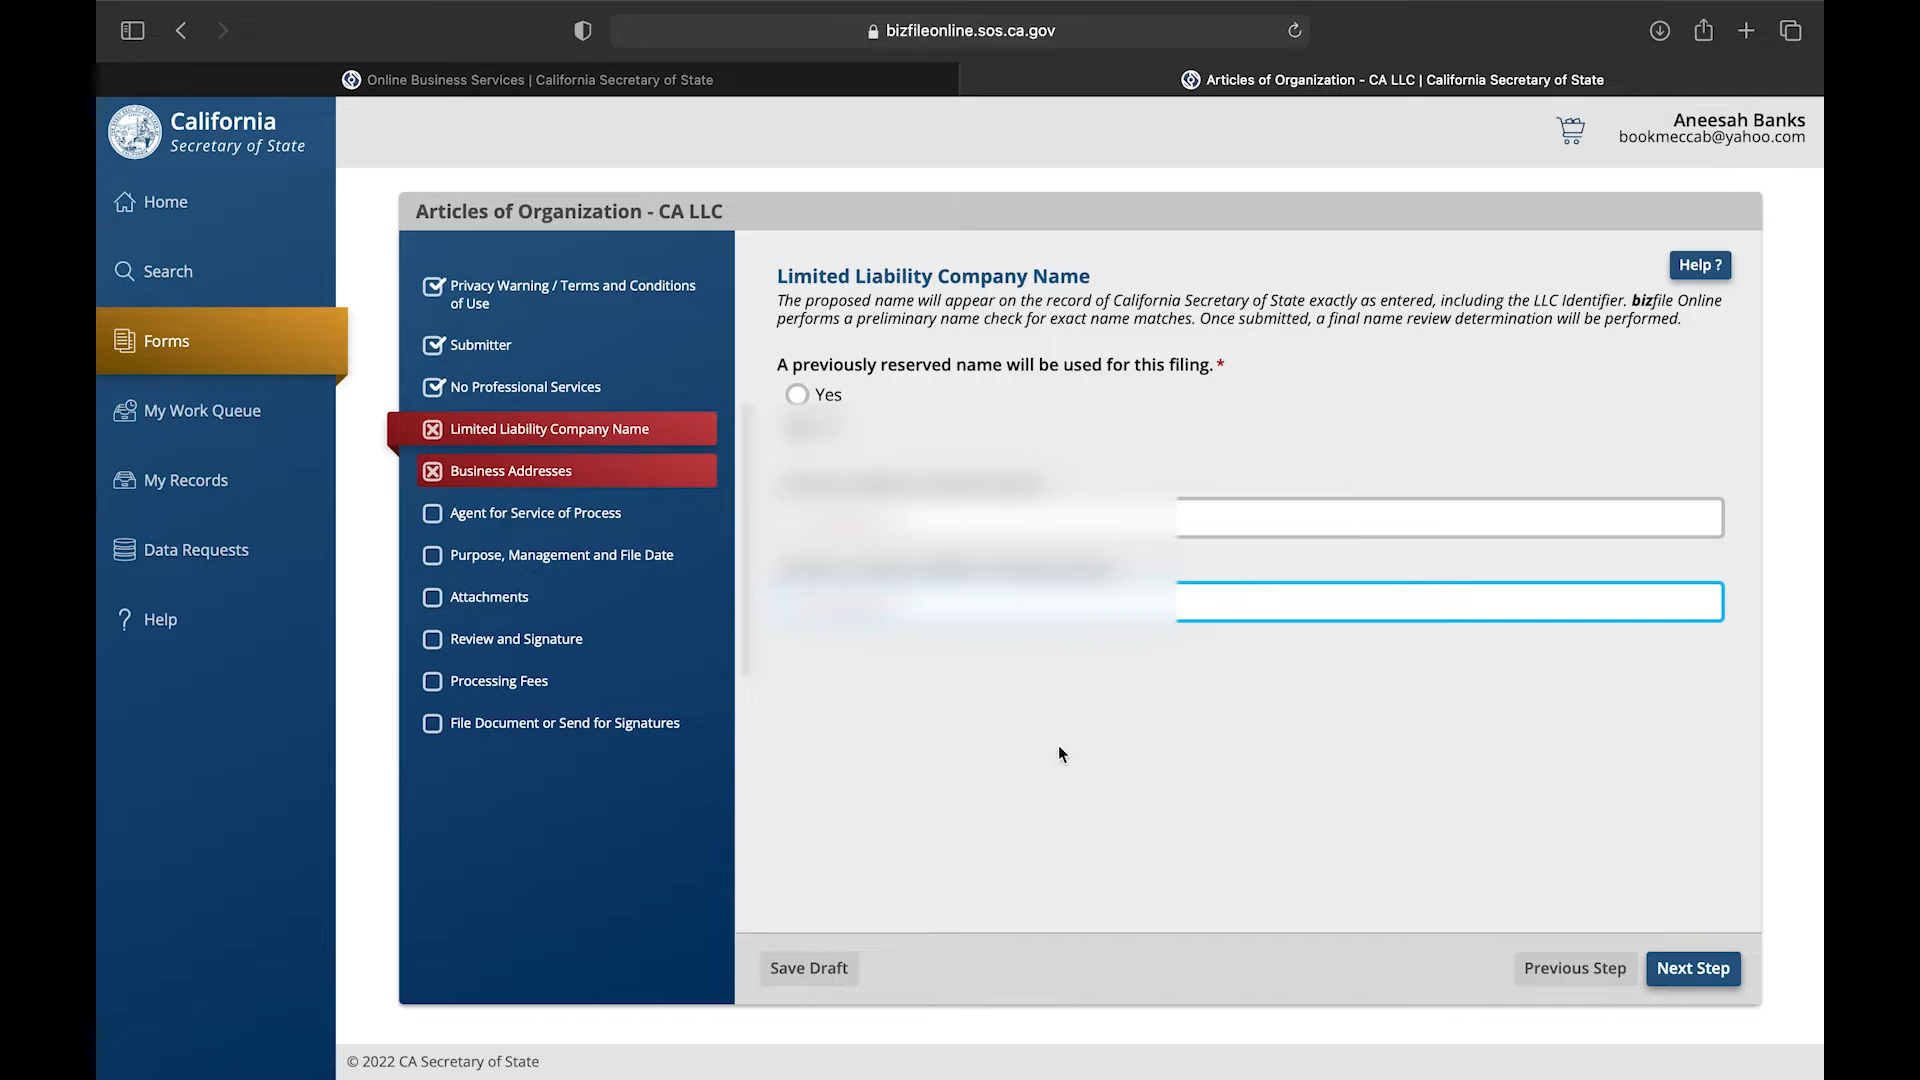 bizfileonline.sos.ca.gov
Online Business Services | California Secretary of State
Articles of Organization - CA LLC | California Secretary of State
California
Secretary of State
Aneesah Banks
bookmeccab@yahoo.com
Home
Search
Forms
My Work Queue
My Records
Data Requests
Help
Articles of Organization - CA LLC
Privacy Warning / Terms and Conditions
of Use
Submitter
No Professional Services
Limited Liability Company Name
Business Addresses
Agent for Service of Process
Purpose, Management and File Date
Attachments
Review and Signature
Processing Fees
File Document or Send for Signatures
Help ?
Limited Liability Company Name
The proposed name will appear on the record of California Secretary of State exactly as entered, including the LLC Identifier. bizfile Online
performs a preliminary name check for exact name matches. Once submitted, a final name review determination will be performed.
A previously reserved name will be used for this filing.*
Yes
Save Draft
Previous Step
Next Step
© 2022 CA Secretary of State